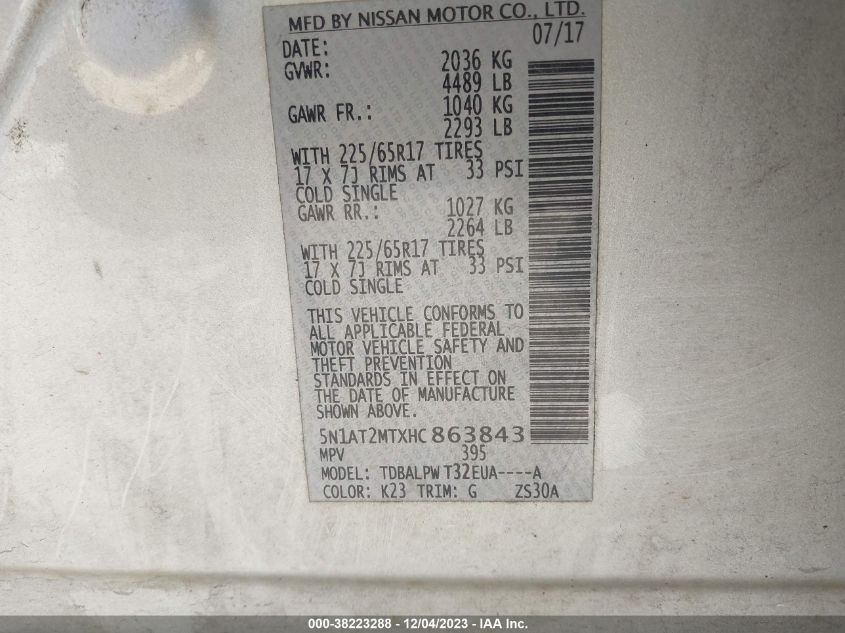 MFD BY NISSAN MOTOR CO., LTD.
DATE: 07/17
GVWR: 2036 KG
4489 LB
GAWR FR.: 1040 KG
2293 LB
WITH 225/65R17 TIRES
17 X 7J RIMS AT 33 PSI
COLD SINGLE
GAWR RR.: 1027 KG
2264 LB
WITH 225/65R17 TIRES
17 X 7J RIMS AT 33 PSI
COLD SINGLE
THIS VEHICLE CONFORMS TO
ALL APPLICABLE FEDERAL
MOTOR VEHICLE SAFETY AND
THEFT PREVENTION
STANDARDS IN EFFECT ON
THE DATE OF MANUFACTURE
SHOWN ABOVE.
5N1AT2MTXHC863843
MPV 395
MODEL: TDBALPWT32EUA----A
COLOR: K23 TRIM: G ZS30A
000-38223288 - 12/04/2023 - IAA Inc.